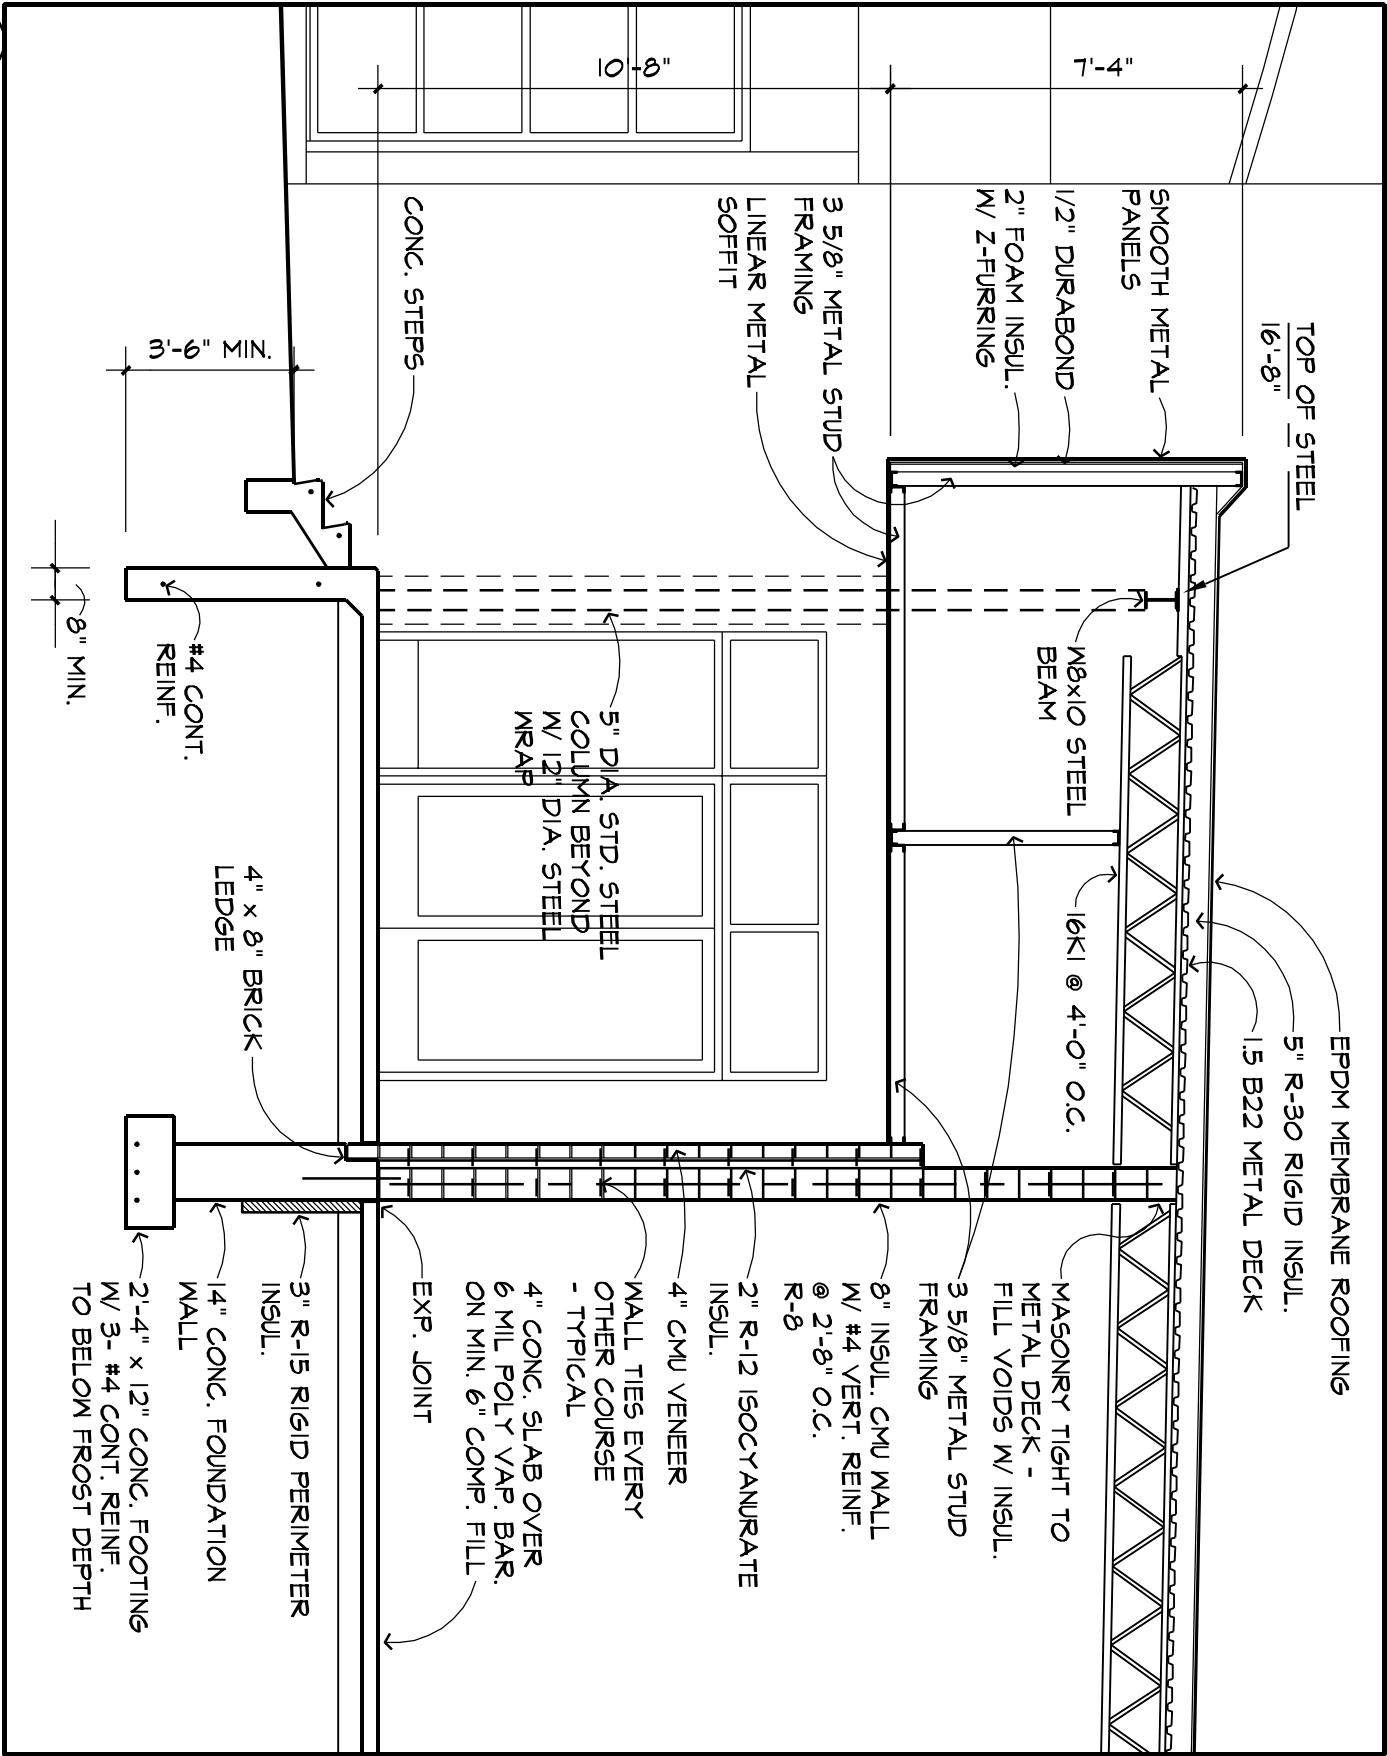 TOP OF STEEL
16'-8"
SMOOTH METAL
PANELS
1/2" DURABOND
2" FOAM INSUL.
W/ Z-FURRING
3 5/8" METAL STUD
FRAMING
LINEAR METAL
SOFFIT
CONC. STEPS
7'-4"
10'-8"
3'-6" MIN.
8" MIN.
#4 CONT.
REINF.
W8x10 STEEL
BEAM
16K1 @ 4'-0" O.C.
5" DIA. STD. STEEL
COLUMN BEYOND
W/ 12" DIA. STEEL
WRAP
4" x 8" BRICK
LEDGE
EPDM MEMBRANE ROOFING
5" R-30 RIGID INSUL.
1.5 B22 METAL DECK
MASONRY TIGHT TO
METAL DECK -
FILL VOIDS W/ INSUL.
3 5/8" METAL STUD
FRAMING
8" INSUL. CMU WALL
W/ #4 VERT. REINF.
@ 2'-8" O.C.
R-8
2" R-12 ISOCYANURATE
INSUL.
4" CMU VENEER
WALL TIES EVERY
OTHER COURSE
- TYPICAL
4" CONC. SLAB OVER
6 MIL POLY VAP. BAR.
ON MIN. 6" COMP. FILL
EXP. JOINT
3" R-15 RIGID PERIMETER
INSUL.
14" CONC. FOUNDATION
WALL
2'-4" x 12" CONC. FOOTING
W/ 3- #4 CONT. REINF.
TO BELOW FROST DEPTH